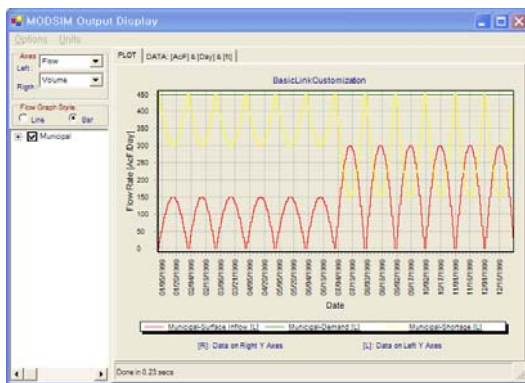 MODSIM Output Display
Options Units
Axes
Left: Flow
Rigth: Volume
Flow Graph Style:
Line Bar
Municipal
PLOT DATA: [AcF] & [Day] & [ft]
BasicLinkCustomization
Flow Rate [AcF/Day]
450
400
350
300
250
200
150
100
50
0
Date
Municipal-Surface Inflow [L] Municipal-Demand [L] Municipal-Shortage [L]
[R]: Data on Right Y Axes [L]: Data on Left Y Axes
Done in 0.23 secs